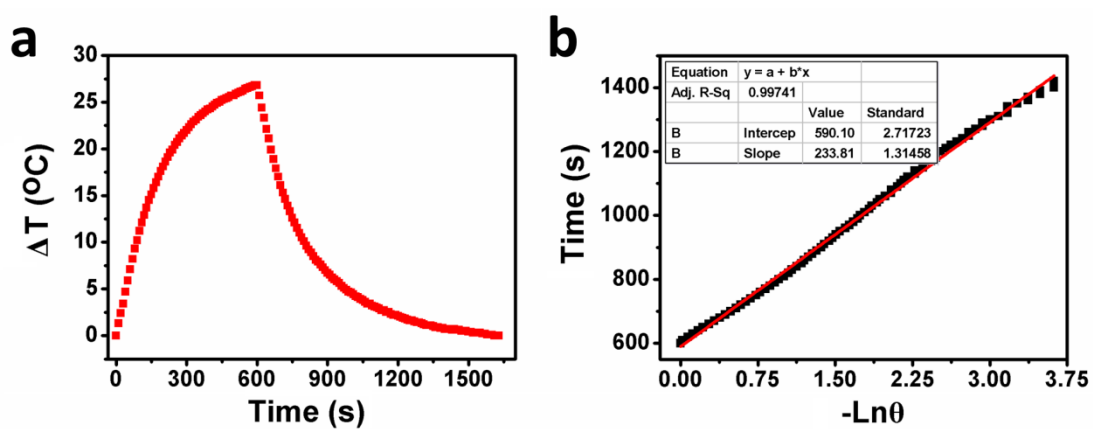 a
b
30
25
20
15
10
5
0
ΔT (ºC)
0 300 600 900 1200 1500
Time (s)
Equation y = a + b*x
Adj. R-Sq 0.99741
Value Standard
B Intercep 590.10 2.71723
B Slope 233.81 1.31458
1400
1200
1000
800
600
Time (s)
0.00 0.75 1.50 2.25 3.00 3.75
-Lnθ